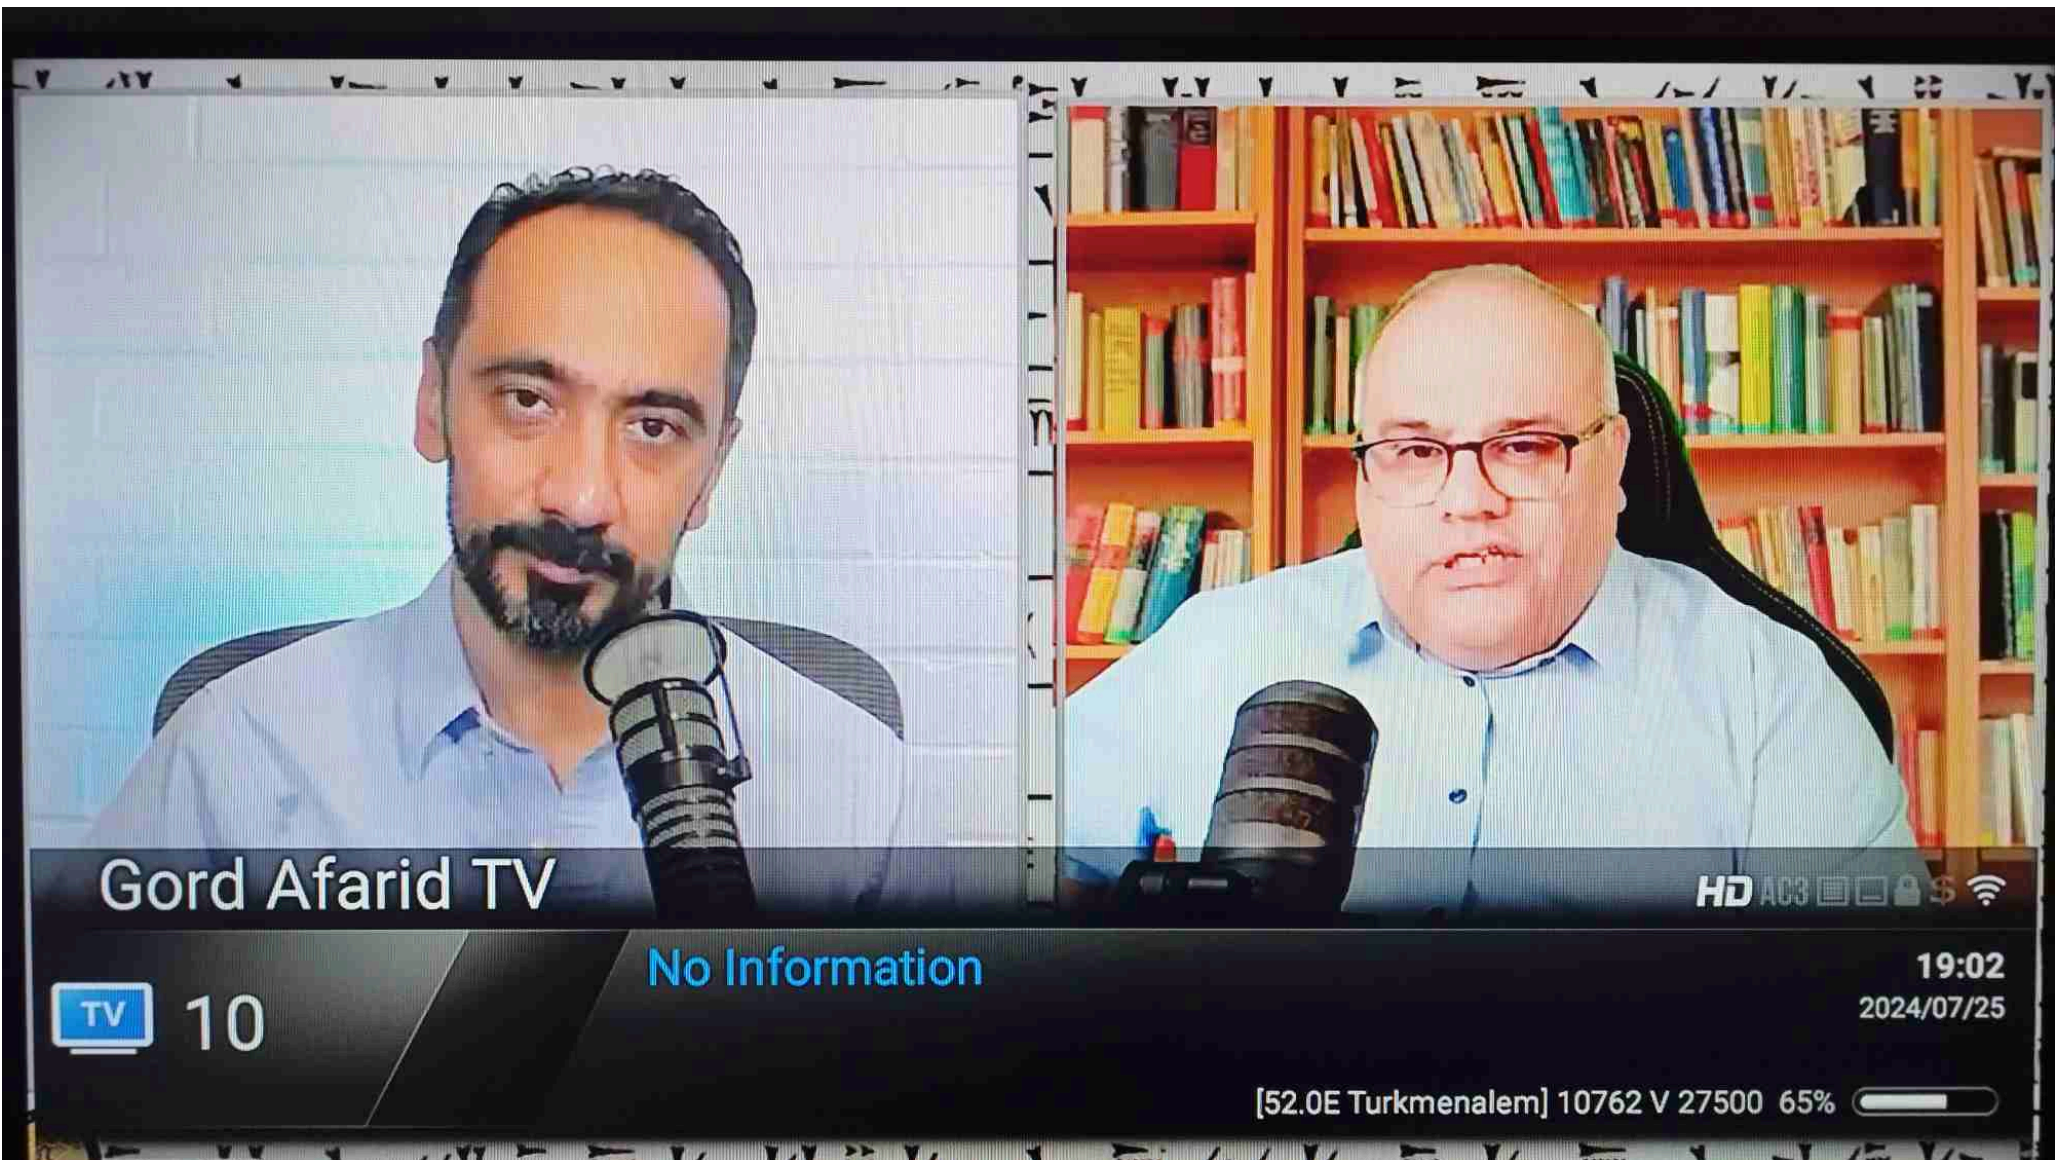 Gord Afarid TV
HD AC3 $
No Information
19:02
TV 10
2024/07/25
[52.0E Turkmenalem] 10762 V 27500 65%